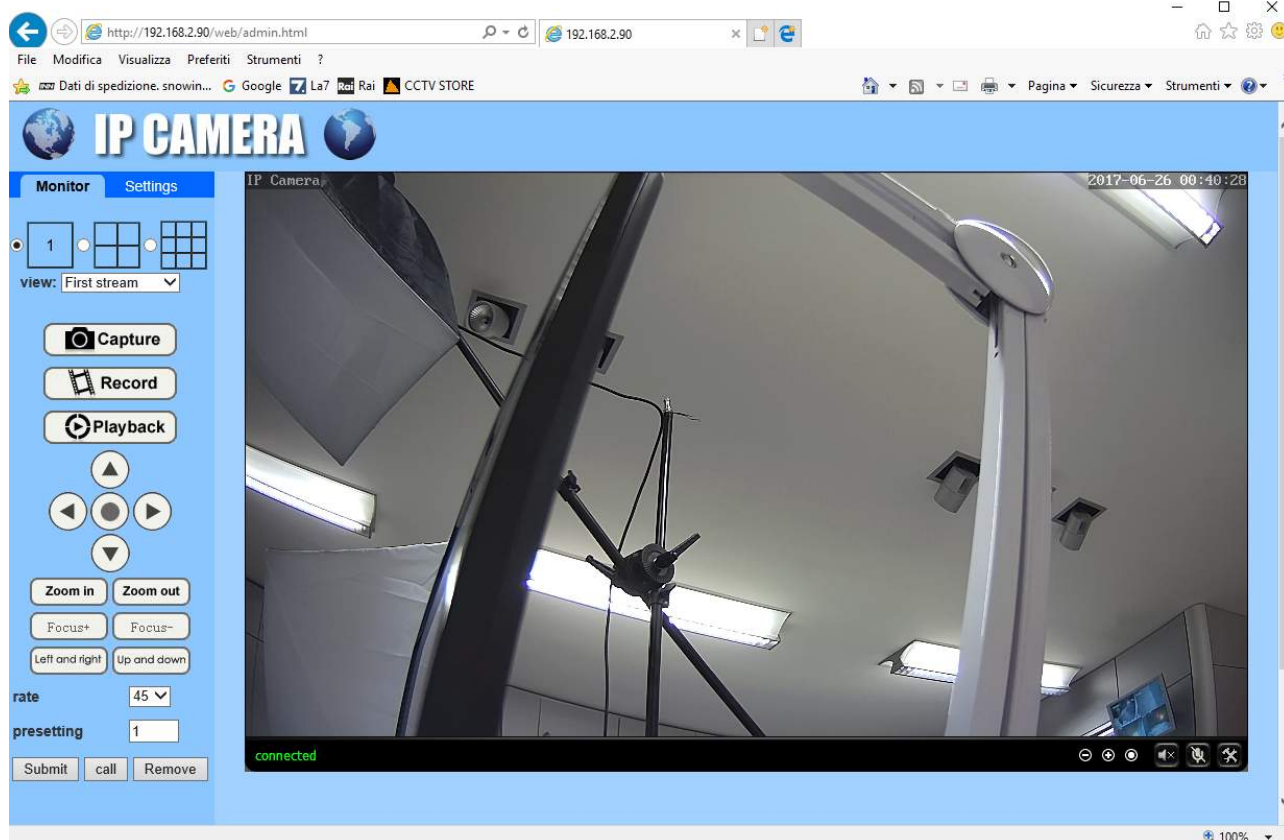 http://192.168.2.90/web/admin.html
192.168.2.90
File Modifica Visualizza Preferiti Strumenti ?
Dati di spedizione. snowin... Google La7 Rai Rai CCTV STORE
Pagina Sicurezza Strumenti
IP CAMERA
Monitor Settings
IP Camera
2017-06-26 00:40:28
1
view: First stream
Capture
Record
Playback
Zoom in Zoom out
Focus+ Focus-
Left and right Up and down
rate 45
presetting 1
Submit call Remove
connected
100%